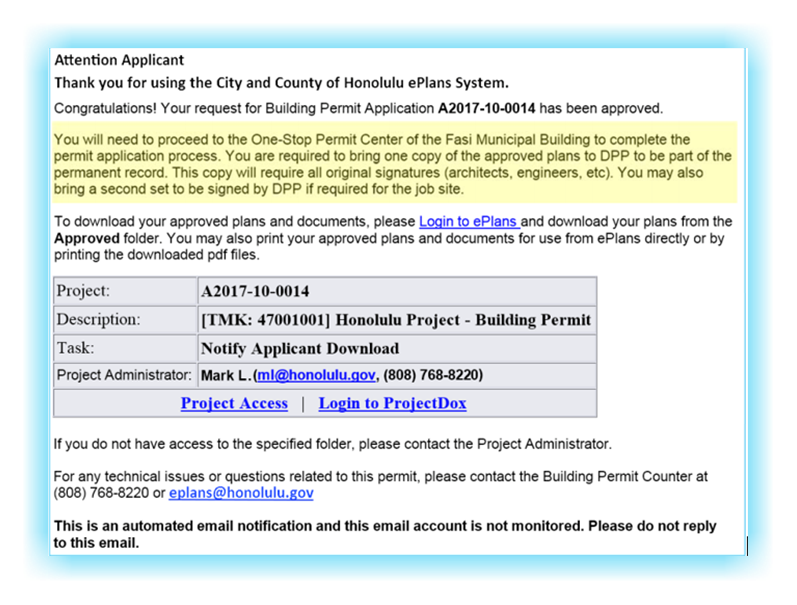 Attention Applicant
Thank you for using the City and County of Honolulu ePlans System.
Congratulations! Your request for Building Permit Application A2017-10-0014 has been approved.
You will need to proceed to the One-Stop Permit Center of the Fasi Municipal Building to complete the
permit application process. You are required to bring one copy of the approved plans to DPP to be part of the
permanent record. This copy will require all original signatures (architects, engineers, etc). You may also
bring a second set to be signed by DPP if required for the job site.
To download your approved plans and documents, please Login to ePlans and download your plans from the
Approved folder. You may also print your approved plans and documents for use from ePlans directly or by
printing the downloaded pdf files.
Project: A2017-10-0014
Description: [TMK: 47001001] Honolulu Project - Building Permit
Task: Notify Applicant Download
Project Administrator: Mark L.(ml@honolulu.gov, (808) 768-8220)
Project Access | Login to ProjectDox
If you do not have access to the specified folder, please contact the Project Administrator.
For any technical issues or questions related to this permit, please contact the Building Permit Counter at
(808) 768-8220 or eplans@honolulu.gov
This is an automated email notification and this email account is not monitored. Please do not reply
to this email.